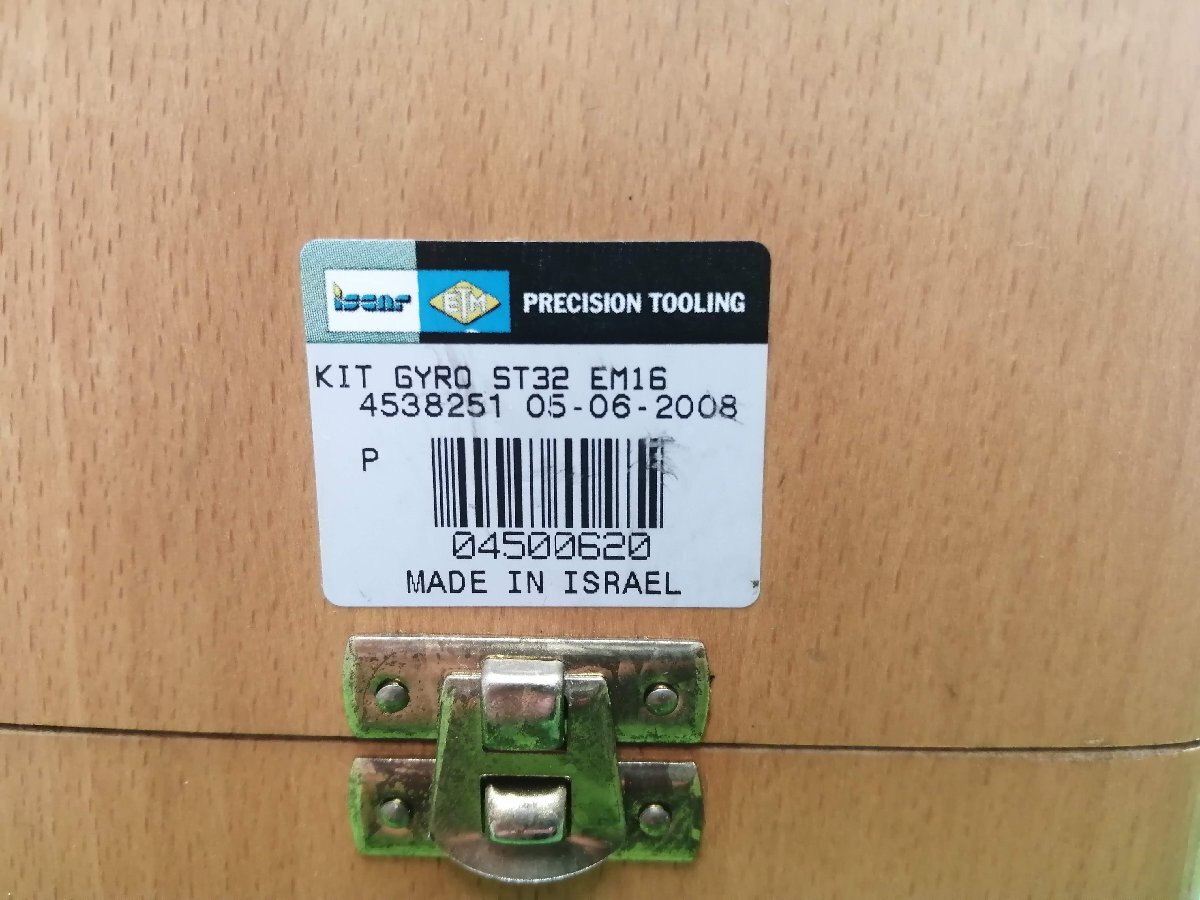 iscar ETM PRECISION TOOLING
KIT GYRO ST32 EM16
4538251 05-06-2008
P
04500620
MADE IN ISRAEL